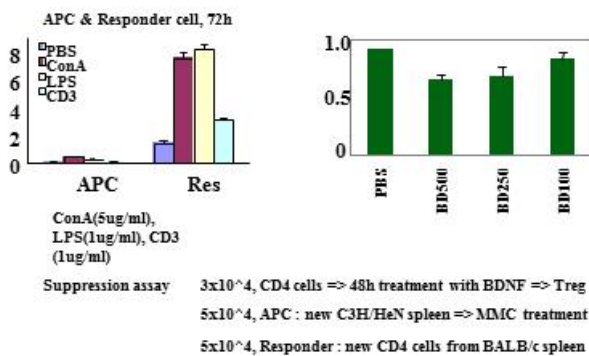 APC & Responder cell, 72h
8
6
4
2
0
PBS
ConA
LPS
CD3
APC
Res
1.0
0.5
0
PBS
BD500
BD250
BD100
ConA(5ug/ml),
LPS(1ug/ml), CD3
(1ug/ml)
Suppression assay
3x10^4, CD4 cells => 48h treatment with BDNF => Treg
5x10^4, APC : new C3H/HeN spleen => MMC treatment
5x10^4, Responder : new CD4 cells from BALB/c spleen